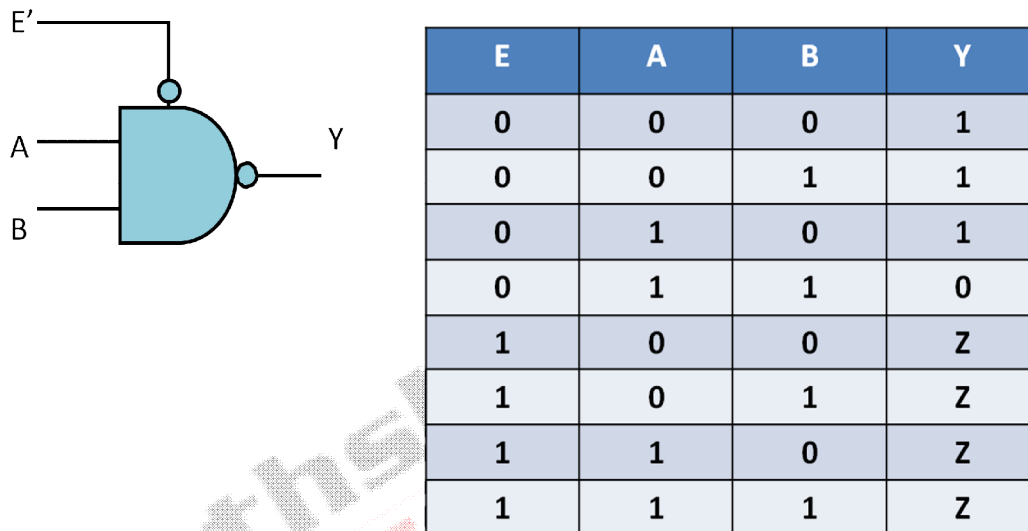 E’
A
B
Y
E A B Y
0 0 0 1
0 0 1 1
0 1 0 1
0 1 1 0
1 0 0 Z
1 0 1 Z
1 1 0 Z
1 1 1 Z